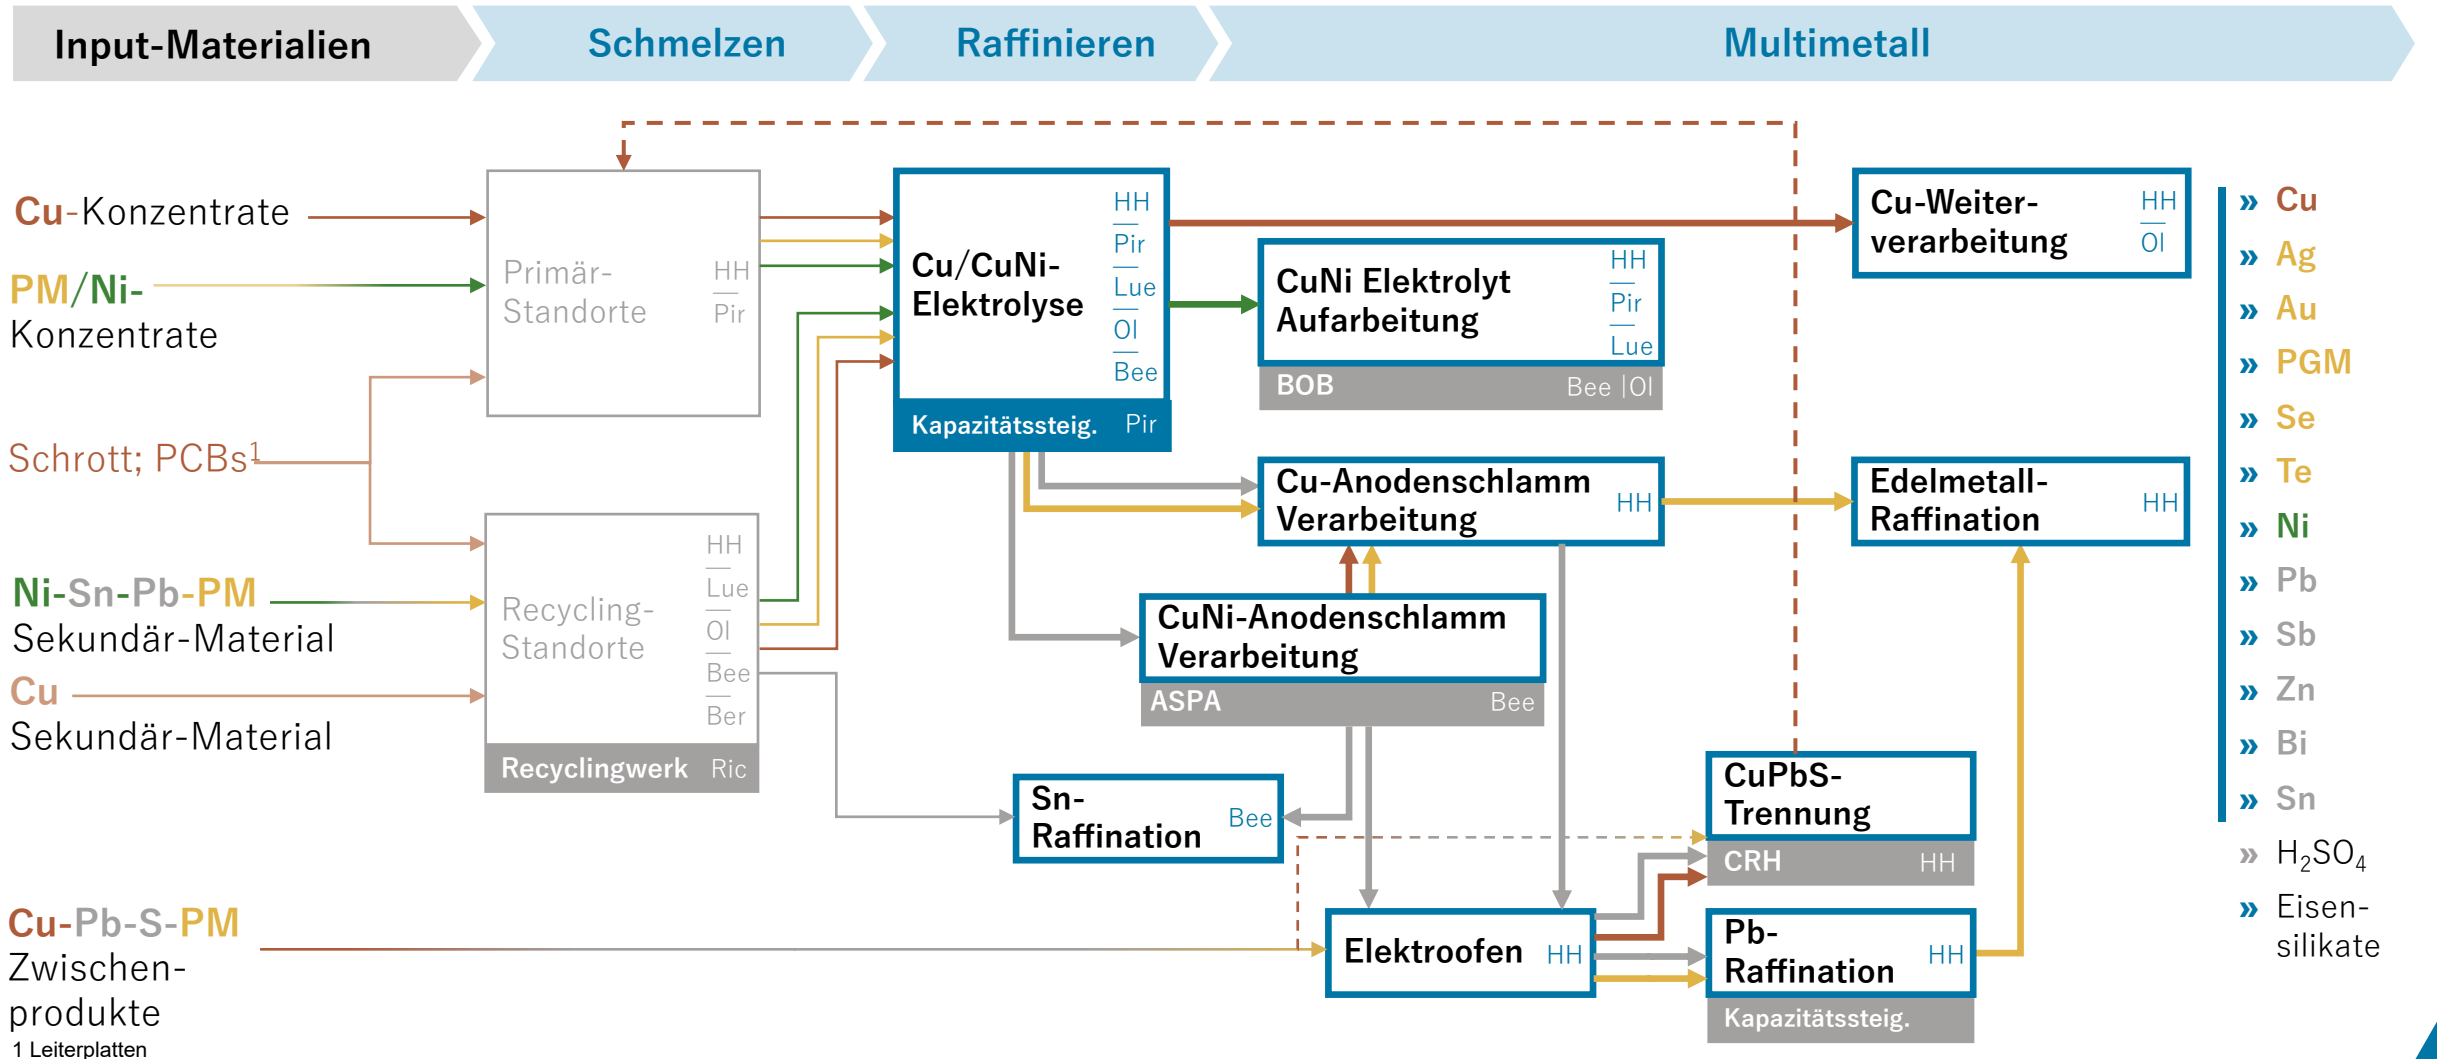 Input-Materialien
Schmelzen
Raffinieren
Multimetall
Cu-Konzentrate
PM/Ni-
Konzentrate
Schrott; PCBs¹
Ni-Sn-Pb-PM
Sekundär-Material
Cu
Sekundär-Material
Cu-Pb-S-PM
Zwischen-
produkte
1 Leiterplatten
Primär-
Standorte
HH
Pir
Recycling-
Standorte
HH
Lue
Ol
Bee
Ber
Recyclingwerk Ric
Cu/CuNi-
Elektrolyse
HH
Pir
Lue
Ol
Bee
Kapazitätssteig. Pir
CuNi Elektrolyt
Aufarbeitung
HH
Pir
Lue
BOB Bee |Ol
Cu-Anodenschlamm
Verarbeitung
HH
CuNi-Anodenschlamm
Verarbeitung
ASPA Bee
Sn-
Raffination
Bee
Elektroofen HH
Cu-Weiter-
verarbeitung
HH
Ol
Edelmetall-
Raffination
HH
CuPbS-
Trennung
CRH HH
Pb-
Raffination
HH
Kapazitätssteig.
» Cu
» Ag
» Au
» PGM
» Se
» Te
» Ni
» Pb
» Sb
» Zn
» Bi
» Sn
» H₂SO₄
» Eisen-
silikate